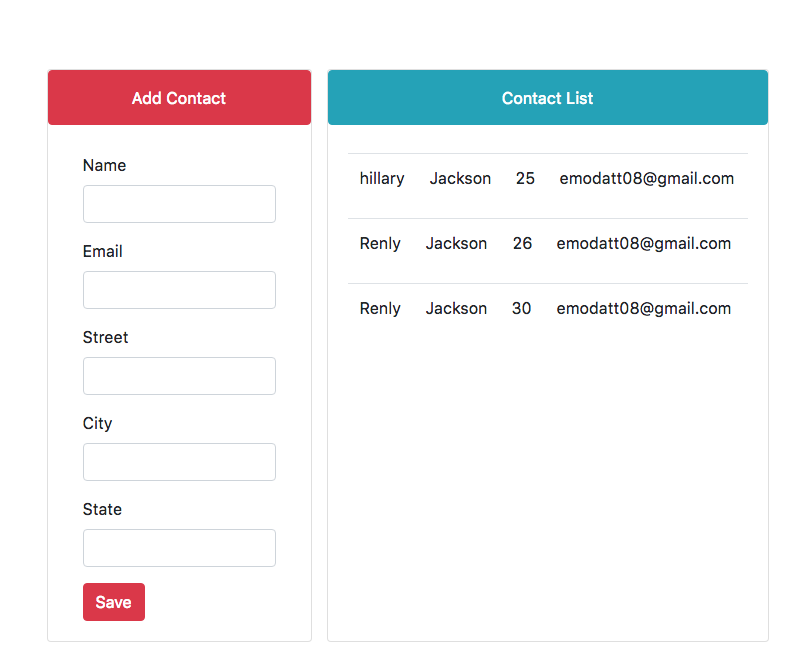 Add Contact
Name
Email
Street
City
State
Save
Contact List
hillary Jackson 25 emodatt08@gmail.com
Renly Jackson 26 emodatt08@gmail.com
Renly Jackson 30 emodatt08@gmail.com